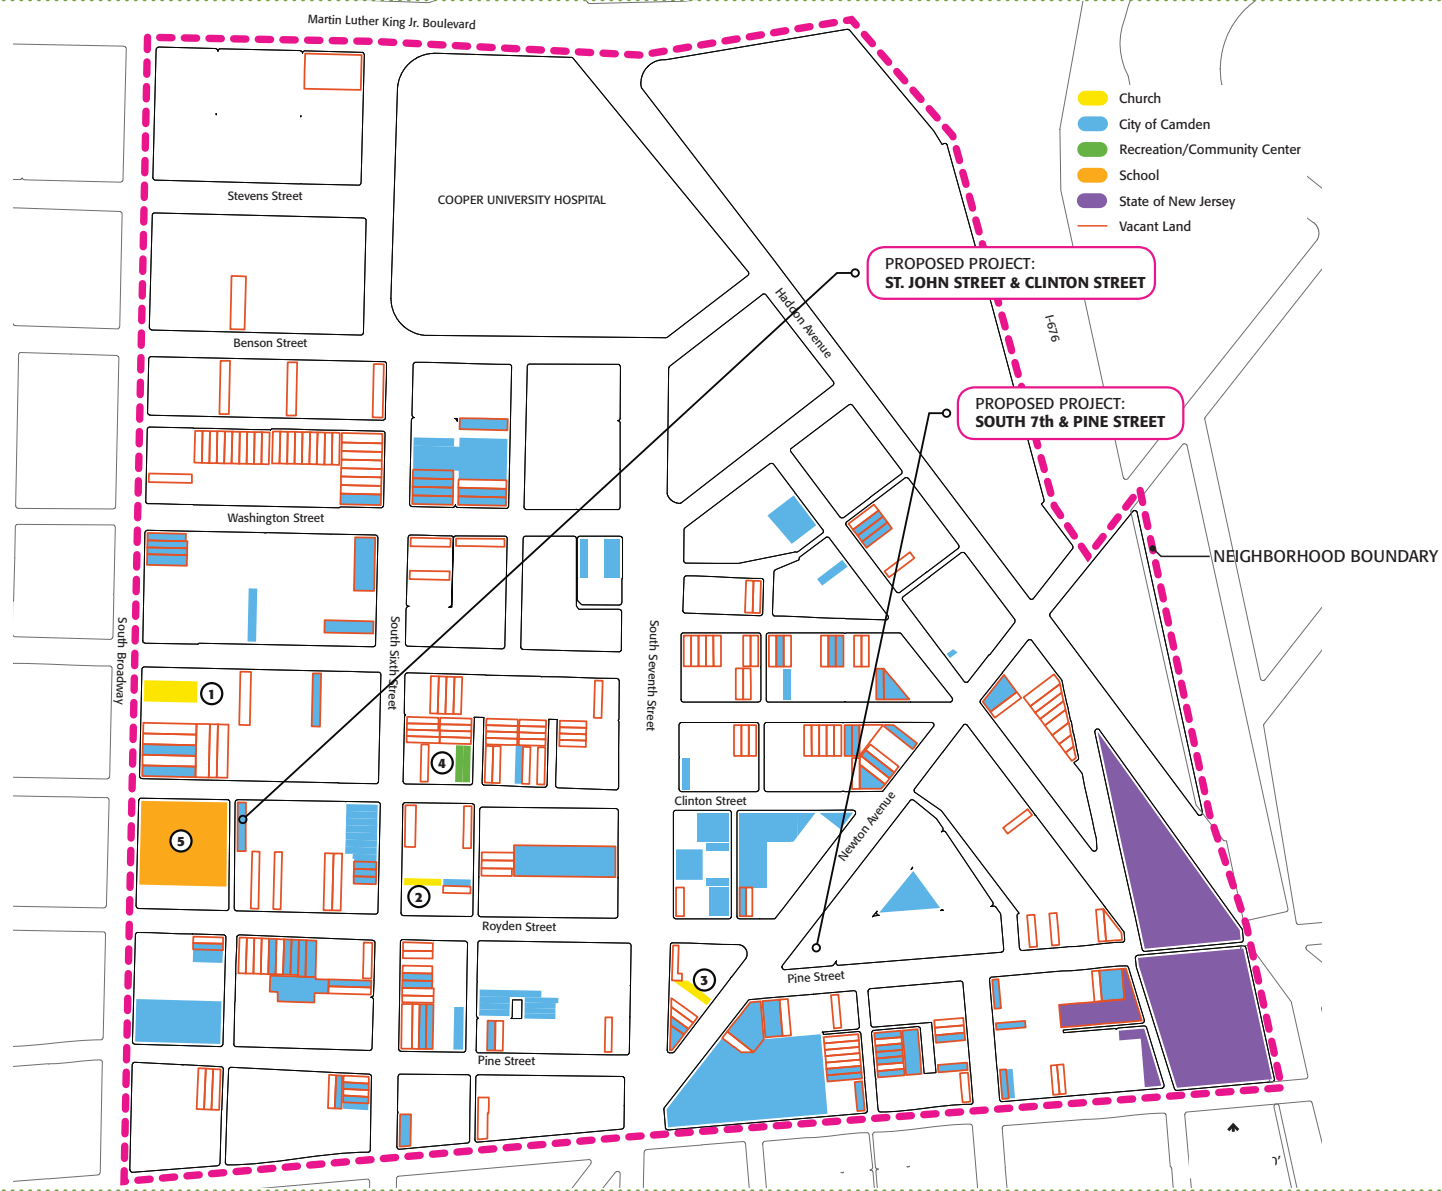 Martin Luther King Jr. Boulevard
Church
City of Camden
Recreation/Community Center
School
State of New Jersey
Vacant Land
Stevens Street
COOPER UNIVERSITY HOSPITAL
PROPOSED PROJECT:
ST. JOHN STREET & CLINTON STREET
Haddon Avenue
I-676
Benson Street
PROPOSED PROJECT:
SOUTH 7th & PINE STREET
Washington Street
NEIGHBORHOOD BOUNDARY
South Broadway
South Sixth Street
South Seventh Street
1
4
Clinton Street
Newton Avenue
5
2
Royden Street
3
Pine Street
Pine Street